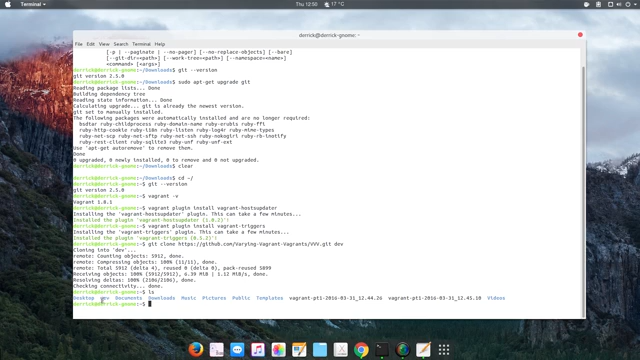 Terminal ▾
Thu 12:50
17 °C
derrick@derrick-gnome: ~
File Edit View Search Terminal Help
[-p | --paginate | --no-pager] [--no-replace-objects] [--bare]
[--git-dir=<path>] [--work-tree=<path>] [--namespace=<name>]
<command> [<args>]
derrick@derrick-gnome:~/Downloads$ git --version
git version 2.5.0
derrick@derrick-gnome:~/Downloads$ sudo apt-get upgrade git
Reading package lists... Done
Building dependency tree
Reading state information... Done
Calculating upgrade... git is already the newest version.
git set to manually installed.
The following packages were automatically installed and are no longer required:
bsdtar ruby-childprocess ruby-domain-name ruby-erubis ruby-ffi
ruby-http-cookie ruby-i18n ruby-listen ruby-log4r ruby-mime-types
ruby-net-scp ruby-net-sftp ruby-net-ssh ruby-nokogiri ruby-rb-inotify
ruby-rest-client ruby-sqlite3 ruby-unf ruby-unf-ext
Use 'apt-get autoremove' to remove them.
Done
0 upgraded, 0 newly installed, 0 to remove and 0 not upgraded.
derrick@derrick-gnome:~/Downloads$ clear
derrick@derrick-gnome:~/Downloads$ cd ~/
derrick@derrick-gnome:~$ git --version
git version 2.5.0
derrick@derrick-gnome:~$ vagrant -v
Vagrant 1.8.1
derrick@derrick-gnome:~$ vagrant plugin install vagrant-hostsupdater
Installing the 'vagrant-hostsupdater' plugin. This can take a few minutes...
Installed the plugin 'vagrant-hostsupdater (1.0.2)'!
derrick@derrick-gnome:~$ vagrant plugin install vagrant-triggers
Installing the 'vagrant-triggers' plugin. This can take a few minutes...
Installed the plugin 'vagrant-triggers (0.5.2)'!
derrick@derrick-gnome:~$ git clone https://github.com/Varying-Vagrant-Vagrants/VVV.git dev
Cloning into 'dev'...
remote: Counting objects: 5912, done.
remote: Compressing objects: 100% (11/11), done.
remote: Total 5912 (delta 4), reused 0 (delta 0), pack-reused 5899
Receiving objects: 100% (5912/5912), 6.39 MiB | 1.12 MiB/s, done.
Resolving deltas: 100% (2106/2106), done.
Checking connectivity... done.
derrick@derrick-gnome:~$ ls
Desktop dev Documents Downloads Music Pictures Public Templates vagrant-pt1-2016-03-31_12.44.26 vagrant-pt1-2016-03-31_12.45.10 Videos
derrick@derrick-gnome:~$